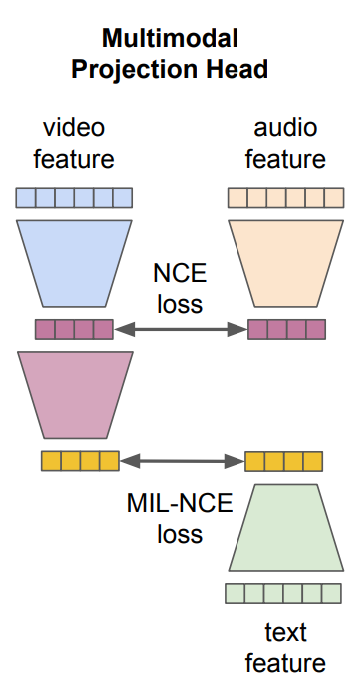 Multimodal
Projection Head
video
feature
audio
feature
NCE
loss
MIL-NCE
loss
text
feature